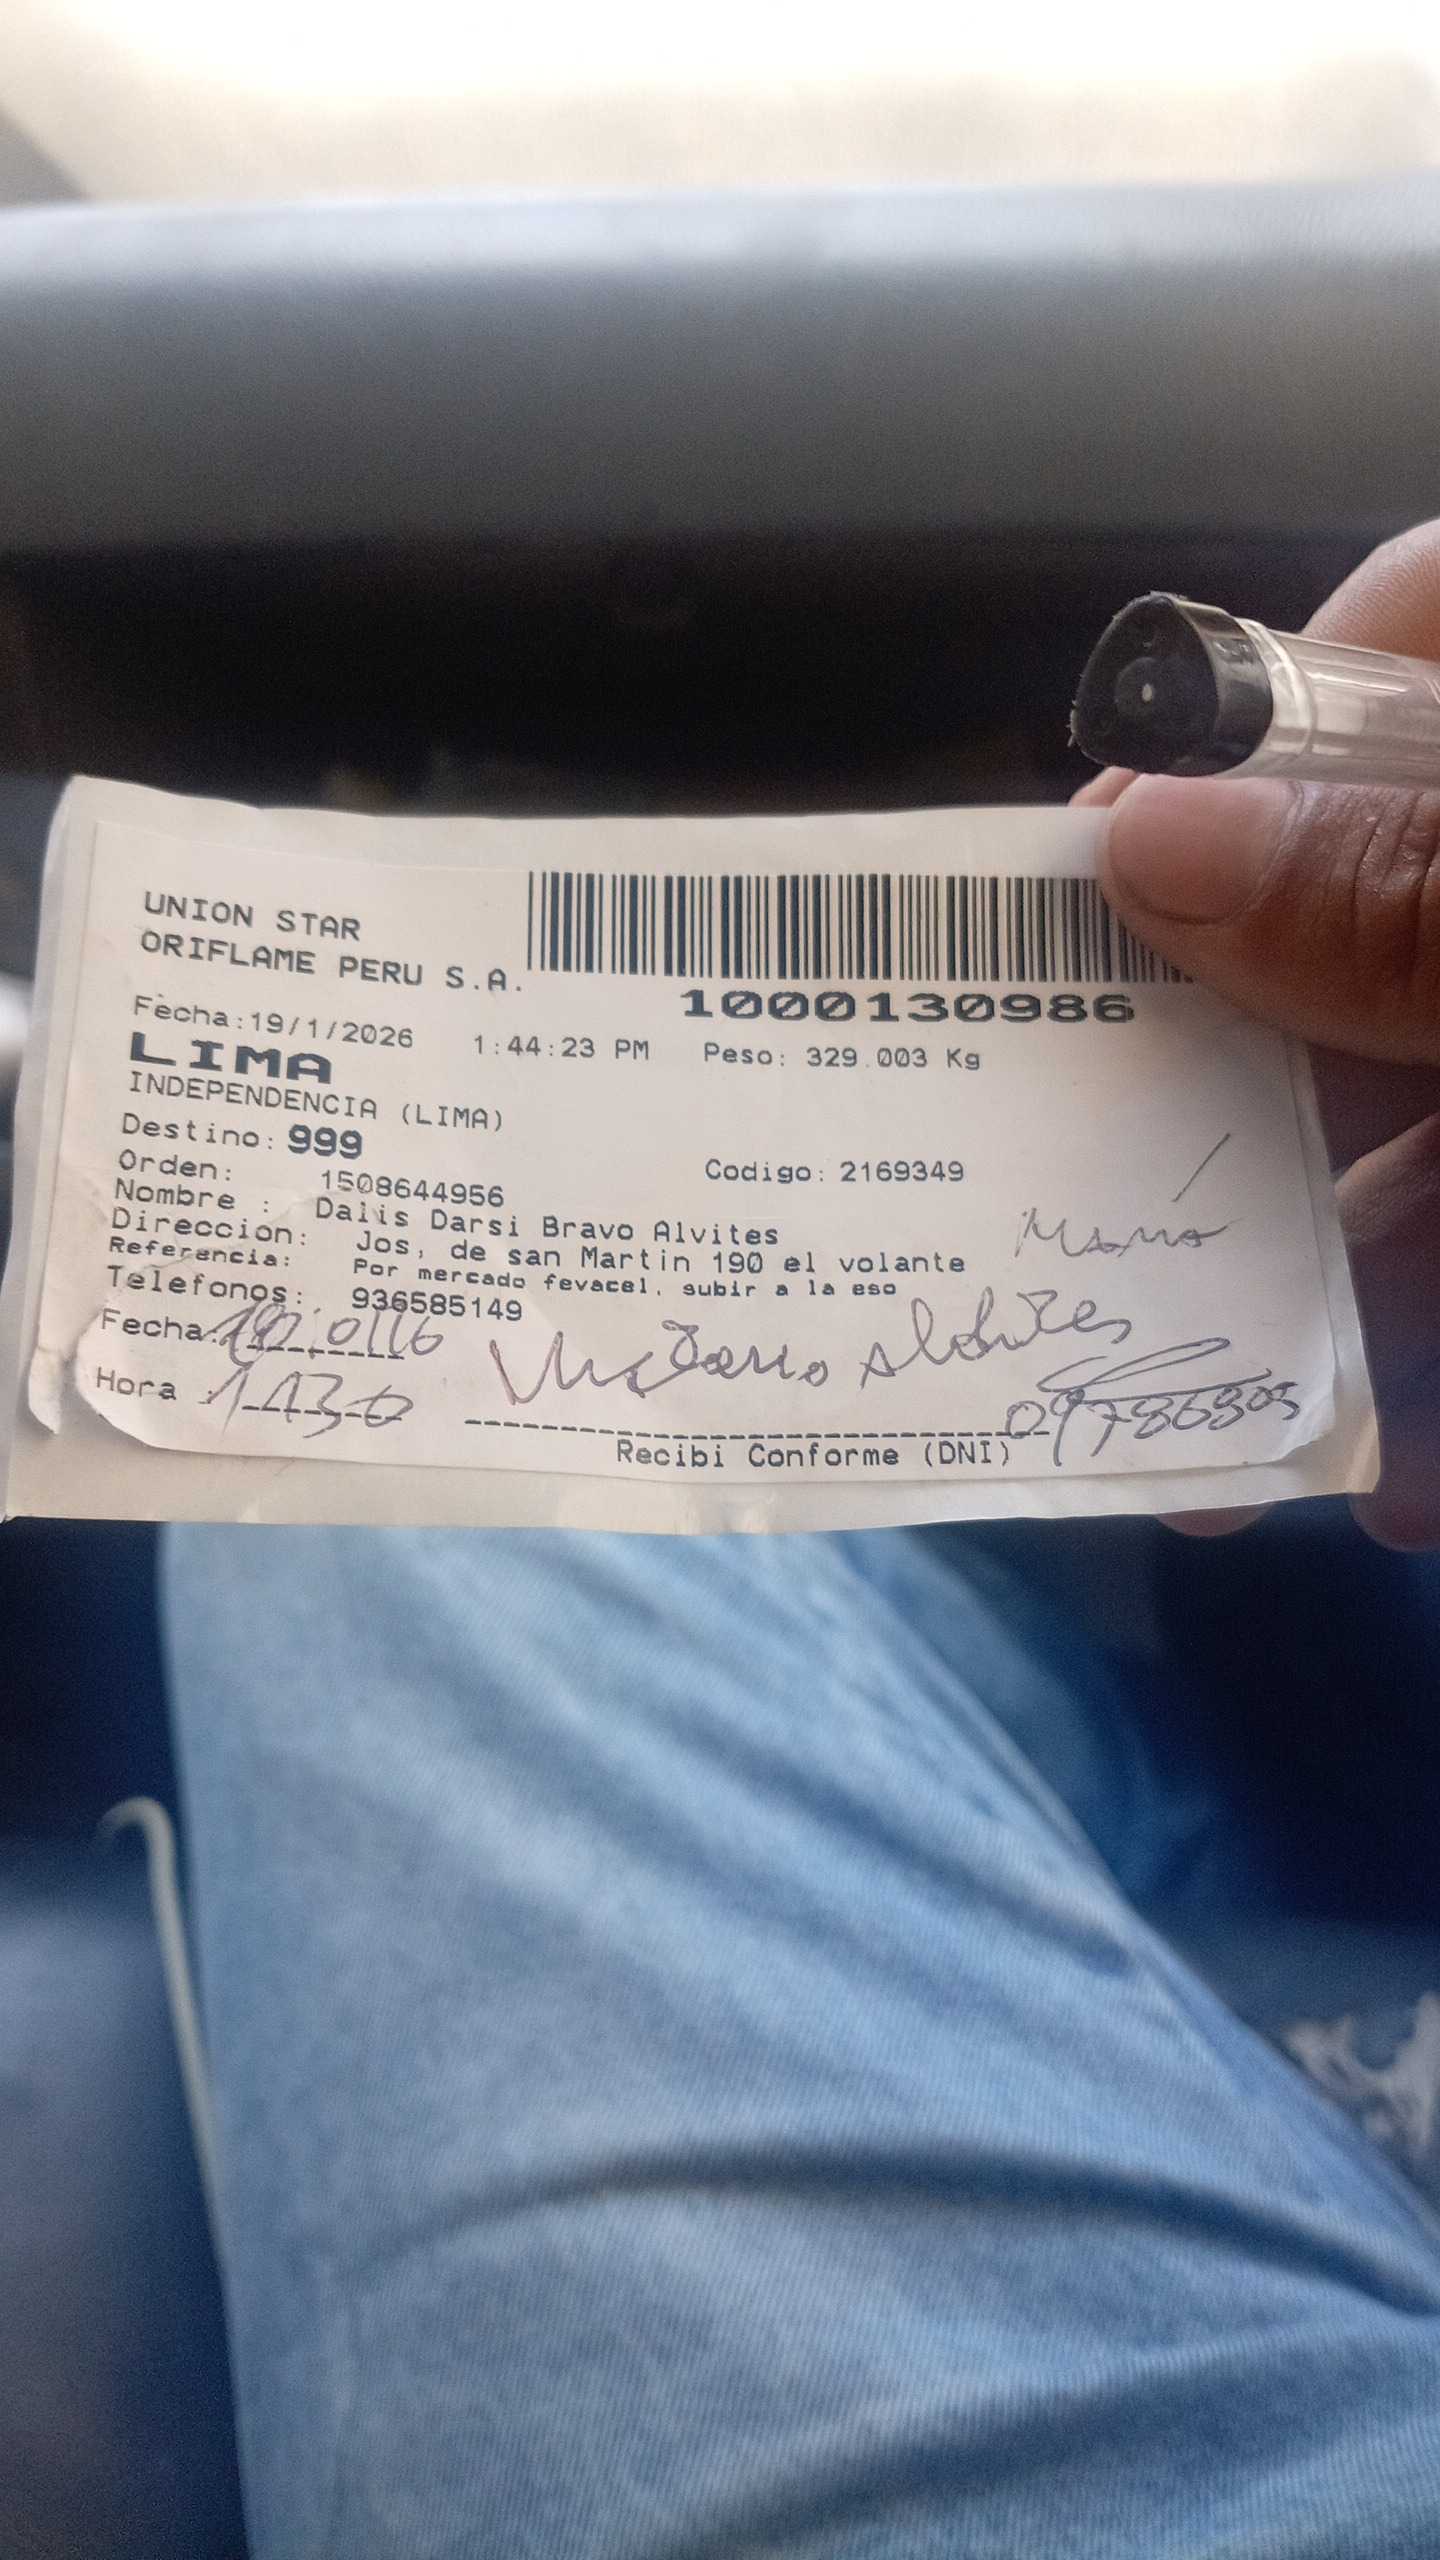 UNION STAR
ORIFLAME PERU S.A.
1000130986
Fecha:19/1/2026 1:44:23 PM Peso: 329.003 Kg
LIMA
INDEPENDENCIA (LIMA)
Destino: 999
Orden: 1508644956 Codigo: 2169349
Nombre : Dalis Darsi Bravo Alvites
Direccion: Jos, de san Martin 190 el volante
Referencia: Por mercado fevacel, subir a la eso
Telefonos: 936585149
Fecha:
Hora : 1130
Alvites
Recibi Conforme (DNI)